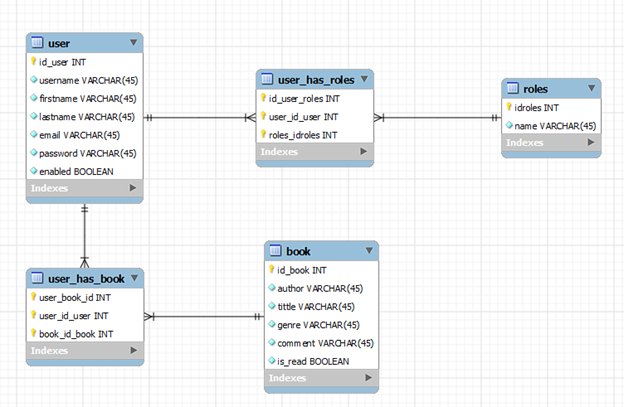 user
id_user INT
username VARCHAR(45)
firstname VARCHAR(45)
lastname VARCHAR(45)
email VARCHAR(45)
password VARCHAR(45)
enabled BOOLEAN
Indexes
user_has_roles
id_user_roles INT
user_id_user INT
roles_idroles INT
Indexes
roles
idroles INT
name VARCHAR(45)
Indexes
user_has_book
user_book_id INT
user_id_user INT
book_id_book INT
Indexes
book
id_book INT
author VARCHAR(45)
tittle VARCHAR(45)
genre VARCHAR(45)
comment VARCHAR(45)
is_read BOOLEAN
Indexes